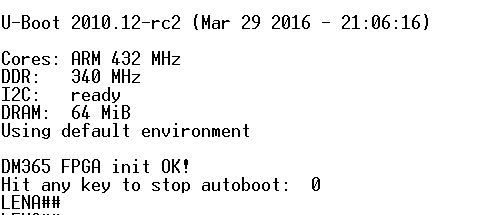 U-Boot 2010.12-rc2 (Mar 29 2016 - 21:06:16)
Cores: ARM 432 MHz
DDR:   340 MHz
I2C:   ready
DRAM:  64 MiB
Using default environment
DM365 FPGA init OK!
Hit any key to stop autoboot:  0
LENA##
LENA##